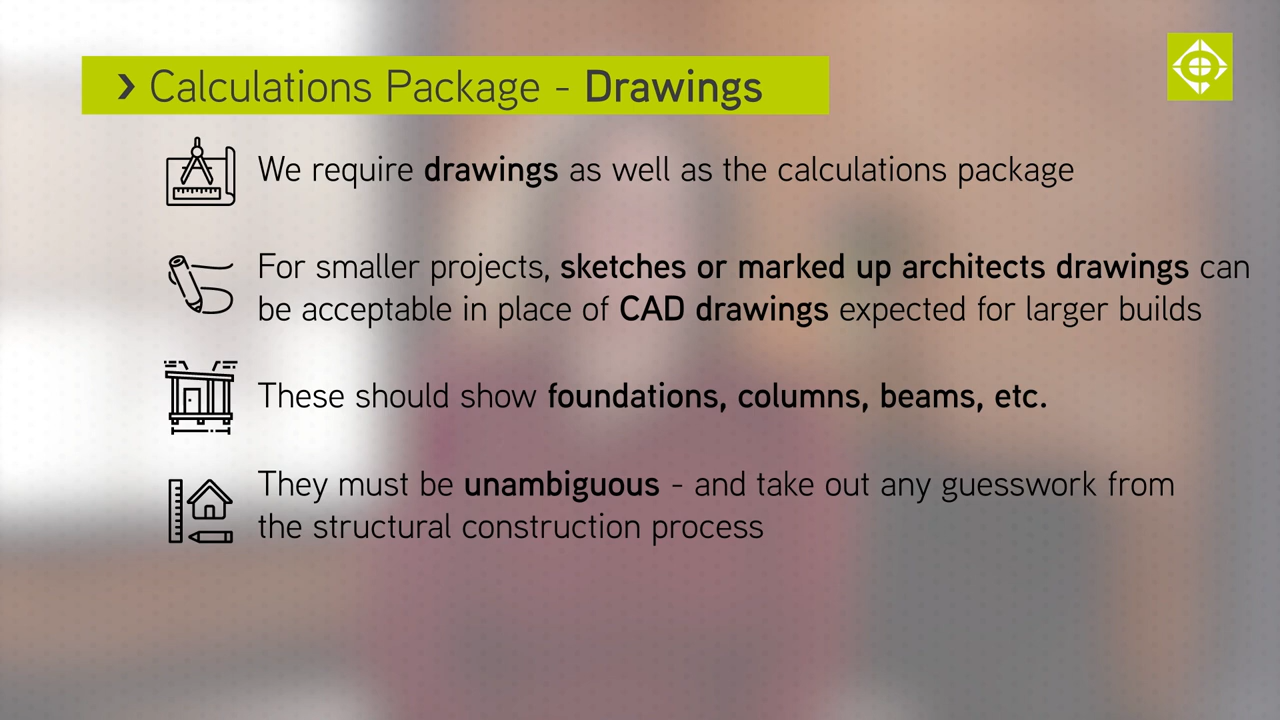 › Calculations Package - Drawings
We require drawings as well as the calculations package
For smaller projects, sketches or marked up architects drawings can
be acceptable in place of CAD drawings expected for larger builds
These should show foundations, columns, beams, etc.
They must be unambiguous - and take out any guesswork from
the structural construction process